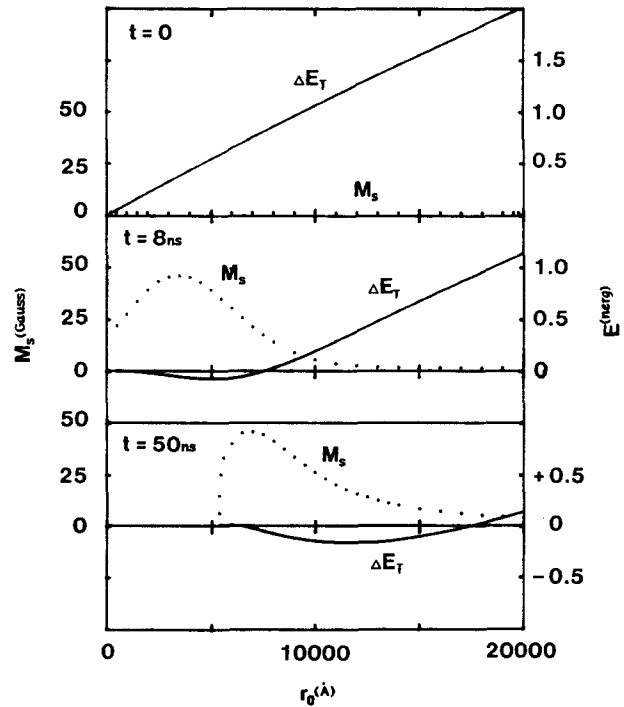 t = 0
ΔE_T
M_s
50
25
0
1.5
1.0
0.5
t = 8ns
M_s
ΔE_T
50
25
0
1.0
0.5
0
M_s(Gauss)
E(nerg)
t = 50ns
M_s
ΔE_T
50
25
0
+0.5
0
-0.5
0
10000
20000
r_0(Å)